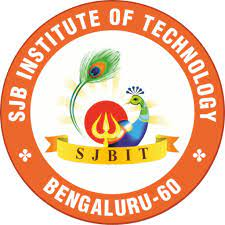 SJB INSTITUTE OF TECHNOLOGY
SJBIT
BENGALURU-60